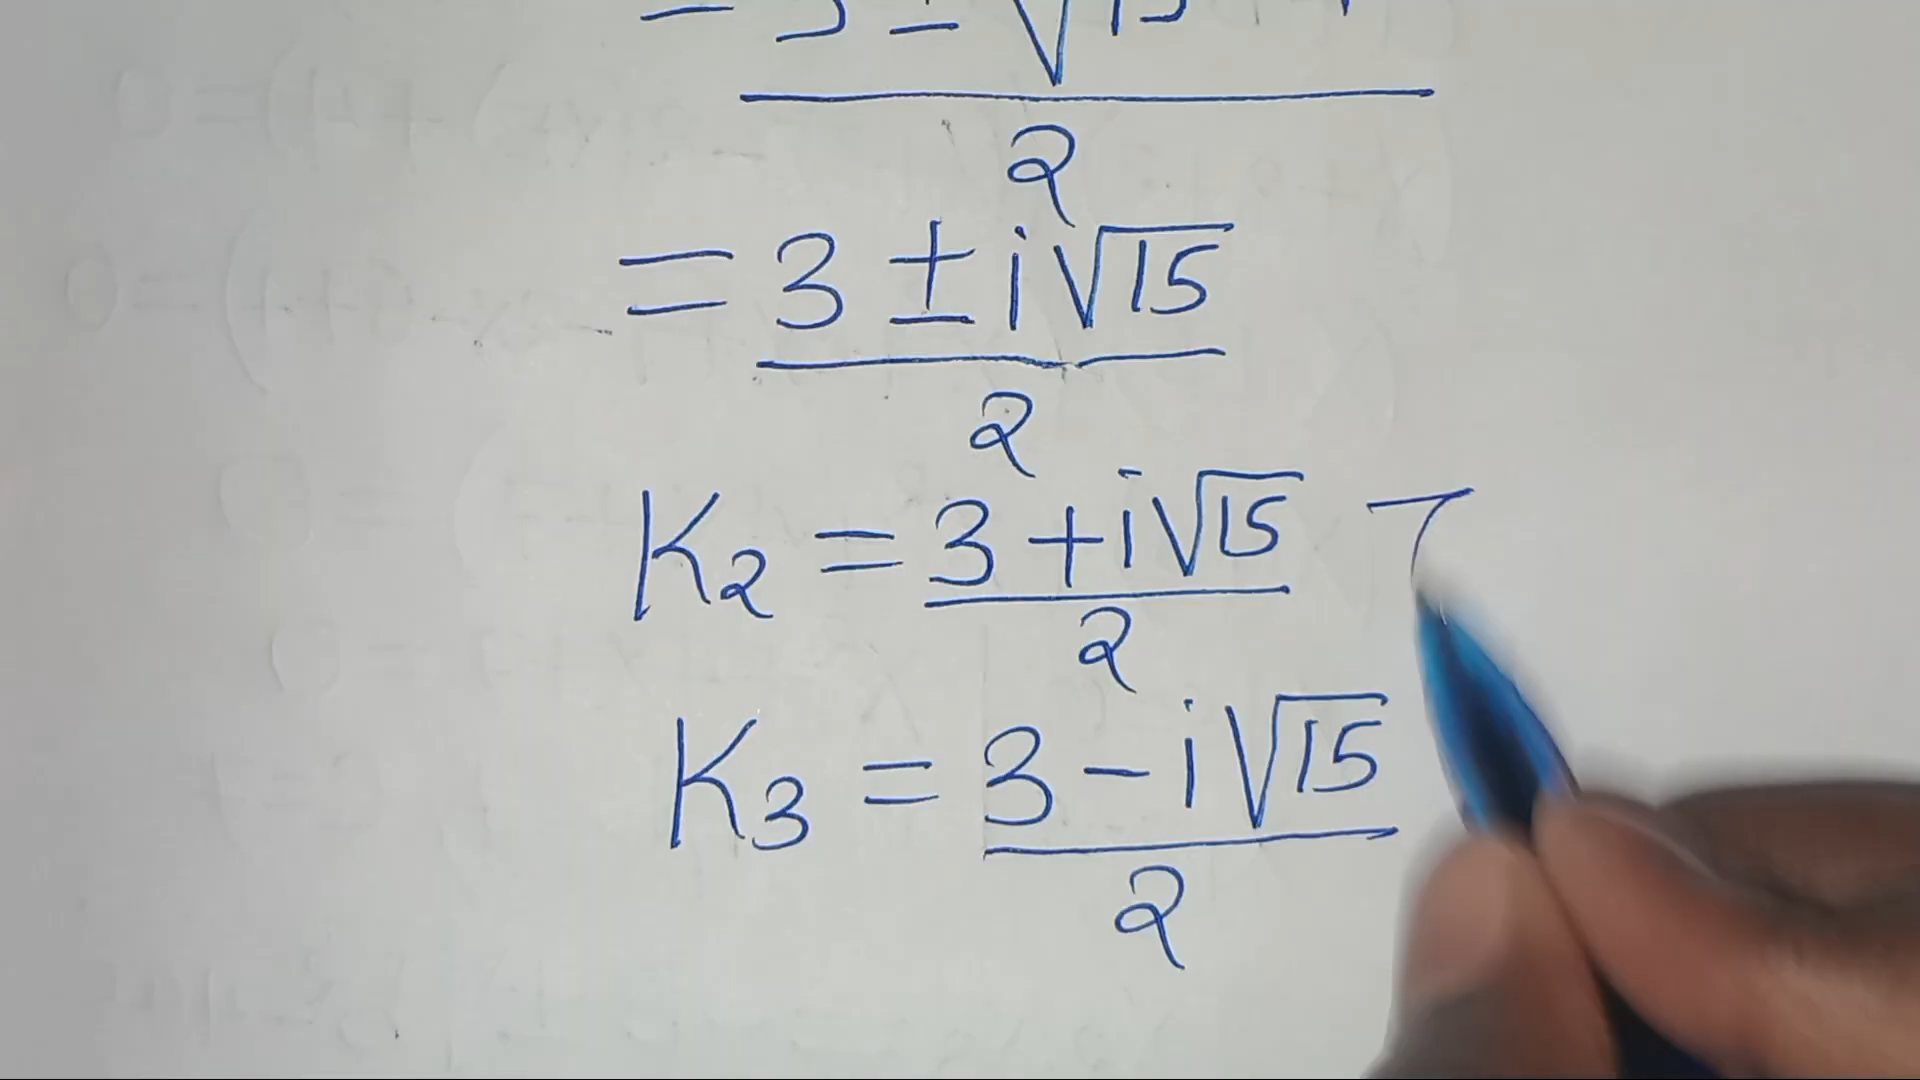 2
= 3 ± i√15
2
K₂ = 3 + i√15
2
K₃ = 3 - i√15
2